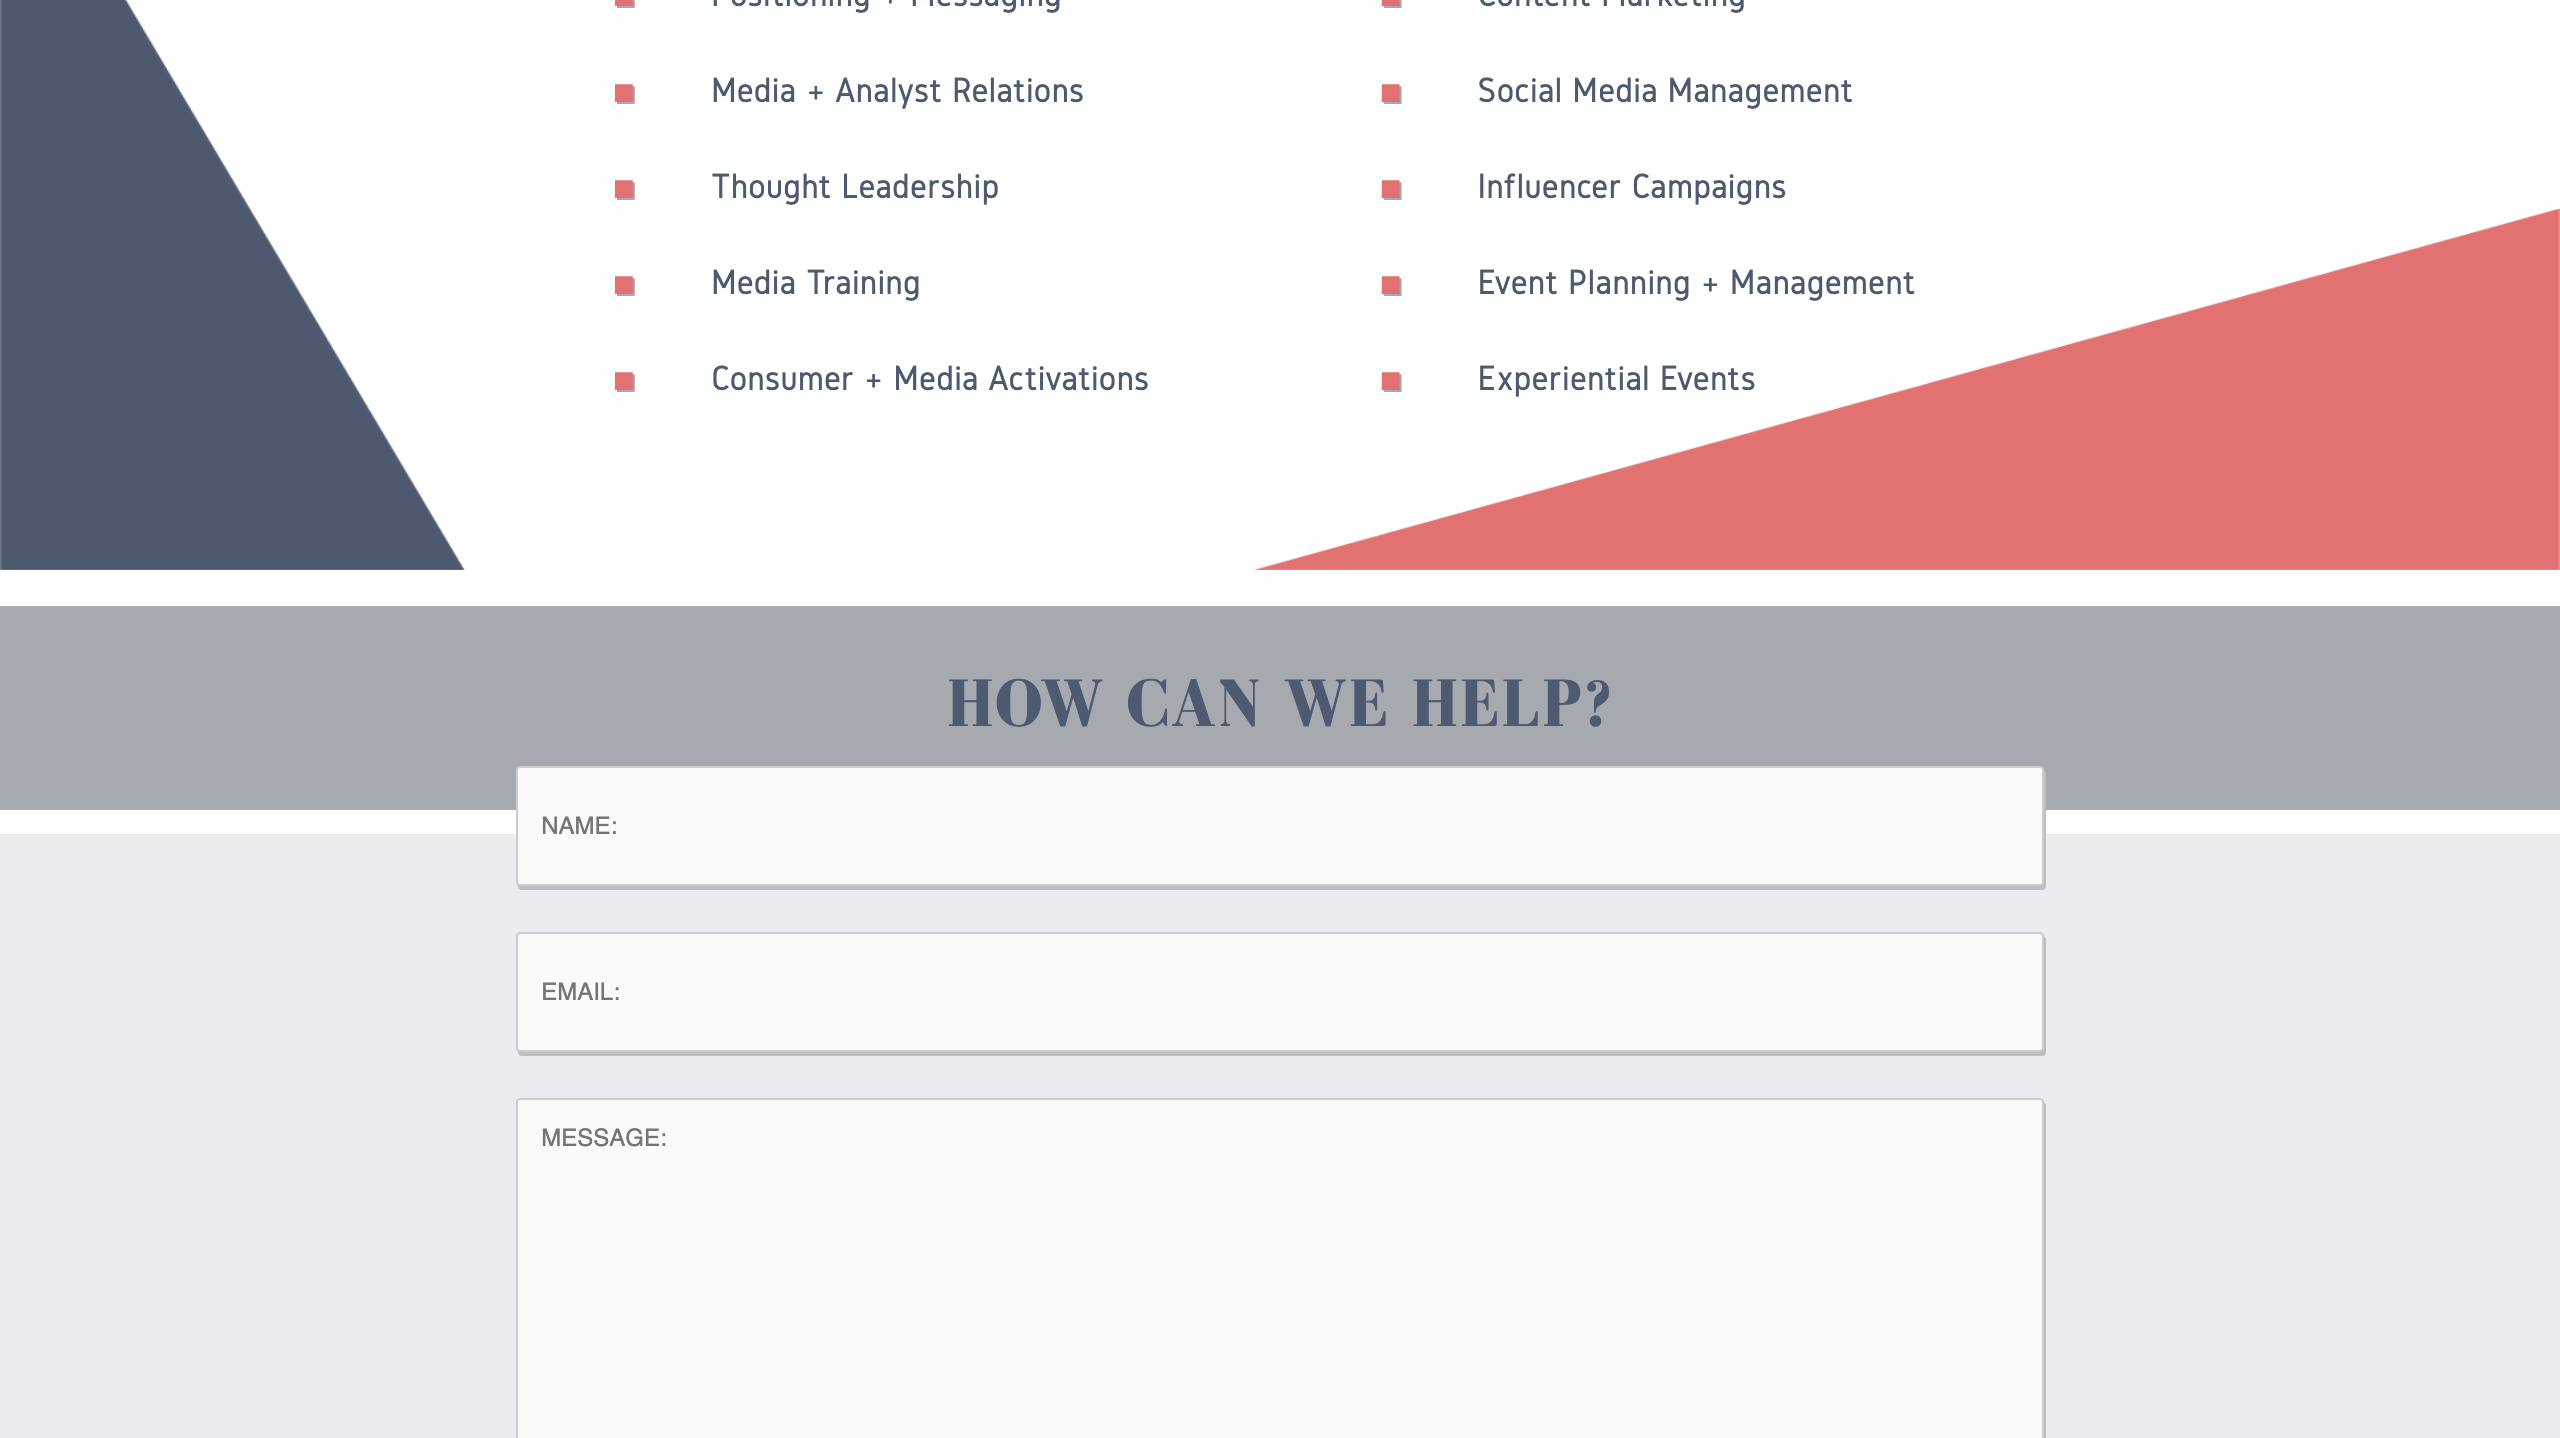 Positioning + Messaging
Content Marketing
Media + Analyst Relations
Social Media Management
Thought Leadership
Influencer Campaigns
Media Training
Event Planning + Management
Consumer + Media Activations
Experiential Events
HOW CAN WE HELP?
NAME:
EMAIL:
MESSAGE: